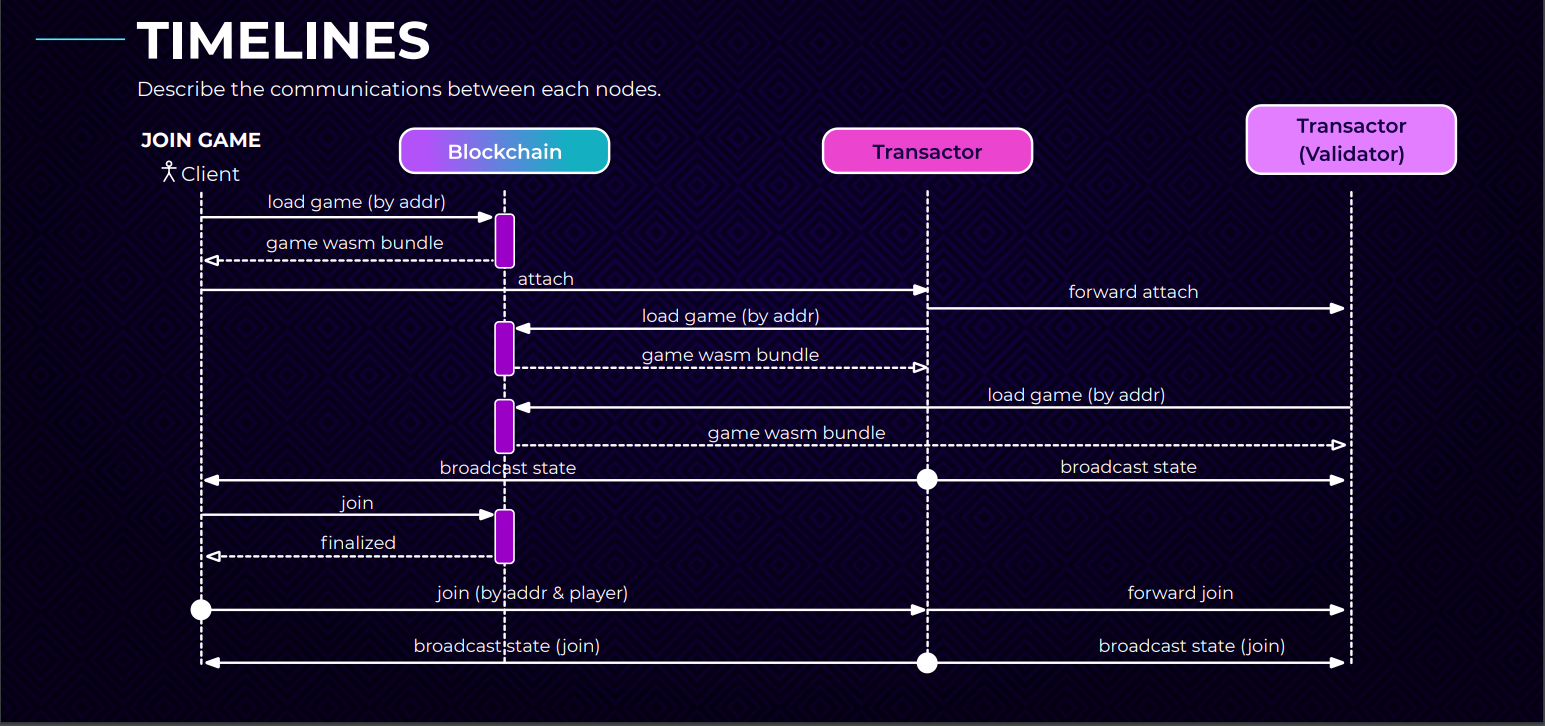 TIMELINES
Describe the communications between each nodes.
JOIN GAME
Client
Blockchain
Transactor
Transactor
(Validator)
load game (by addr)
game wasm bundle
attach
forward attach
load game (by addr)
game wasm bundle
load game (by addr)
game wasm bundle
broadcast state
broadcast state
join
finalized
join (by addr & player)
forward join
broadcast state (join)
broadcast state (join)